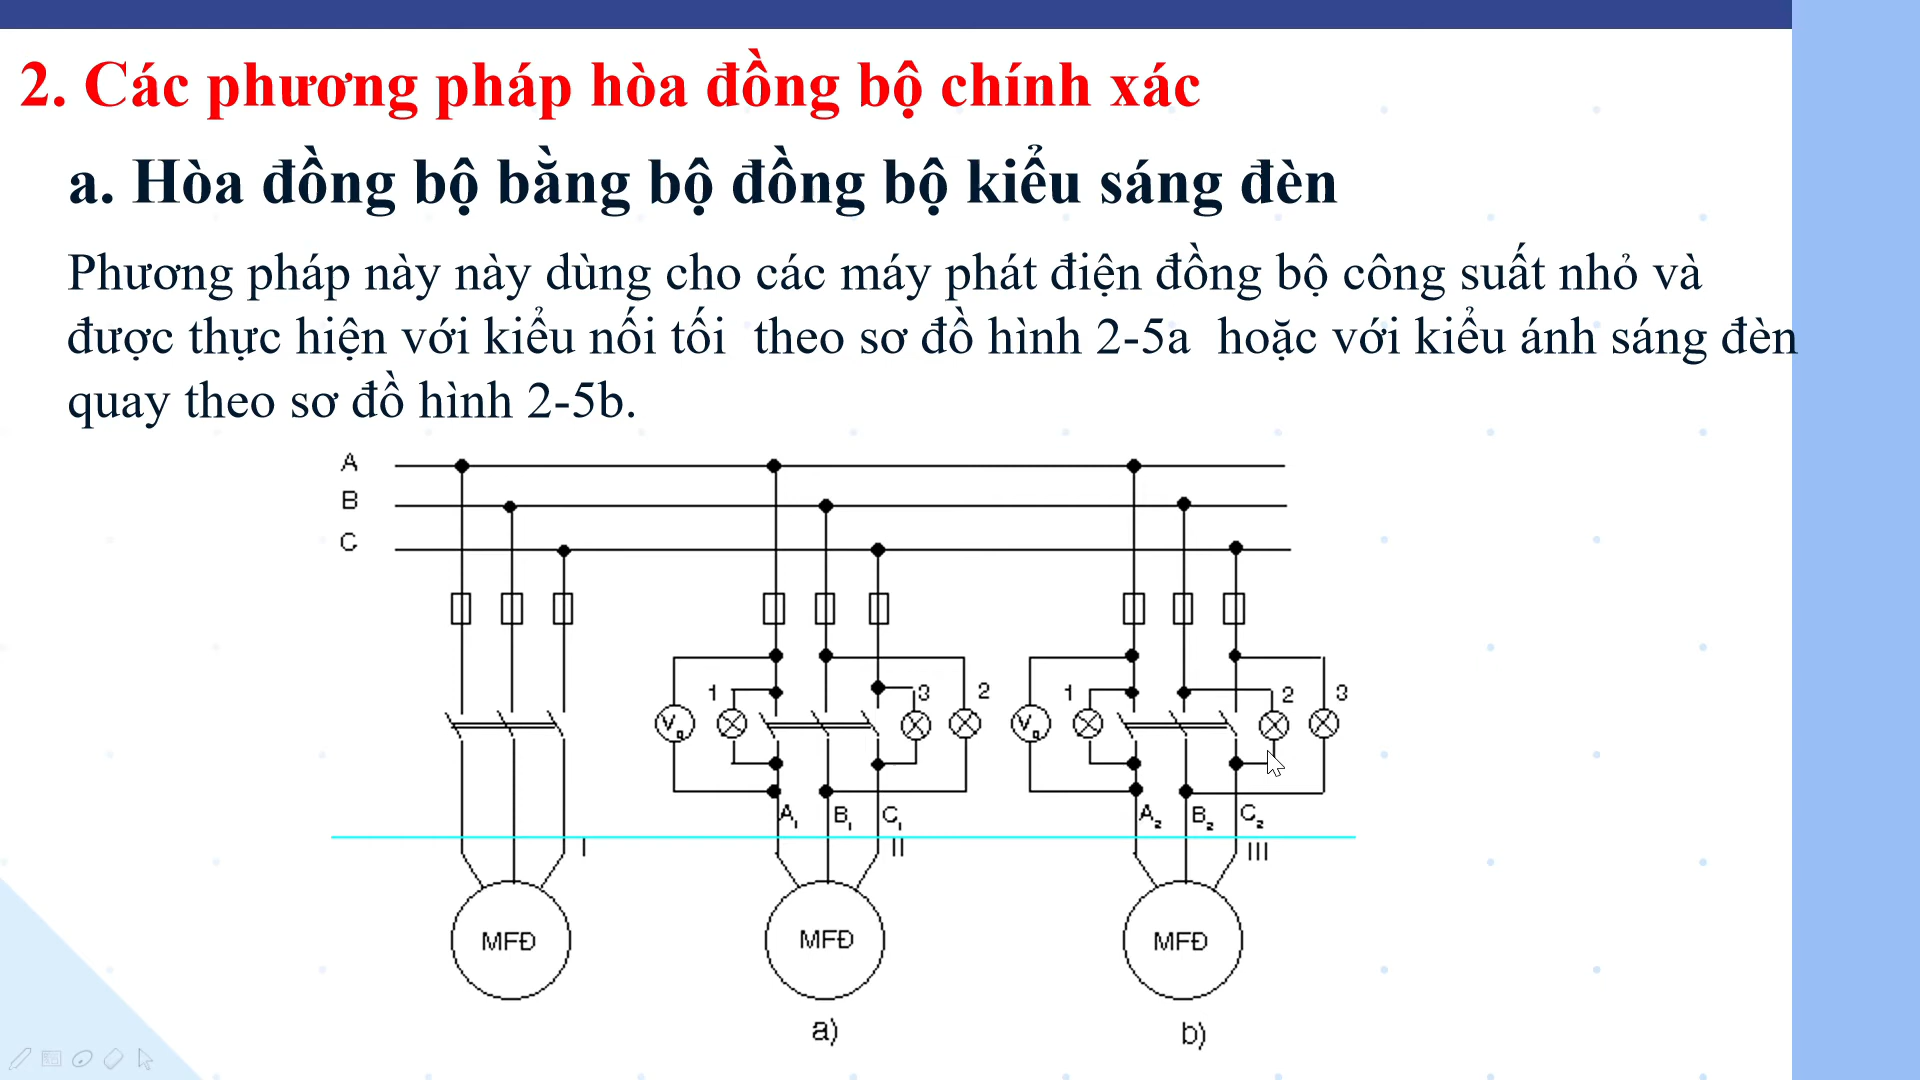 2. Các phương pháp hòa đồng bộ chính xác
a. Hòa đồng bộ bằng bộ đồng bộ kiểu sáng đèn
Phương pháp này này dùng cho các máy phát điện đồng bộ công suất nhỏ và
được thực hiện với kiểu nối tối theo sơ đồ hình 2-5a hoặc với kiểu ánh sáng đèn
quay theo sơ đồ hình 2-5b.
A
B
C
1 3 2 1 2 3
V₀ V₀
A₁ B₁ C₁ A₂ B₂ C₂
I II III
MFĐ MFĐ MFĐ
a) b)